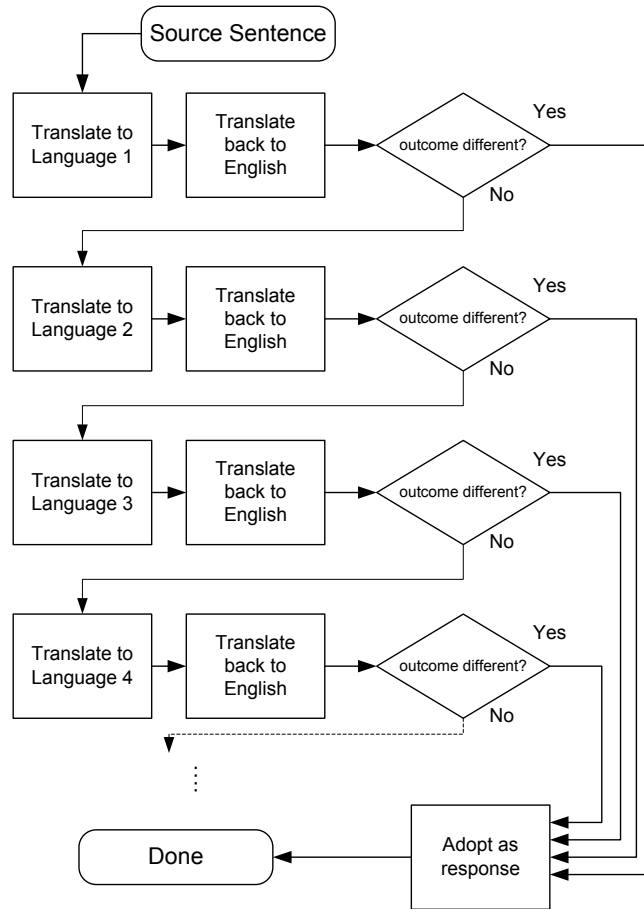 Source Sentence
Translate to
Language 1
Translate
back to
English
outcome different?
Yes
No
Translate to
Language 2
Translate
back to
English
outcome different?
Yes
No
Translate to
Language 3
Translate
back to
English
outcome different?
Yes
No
Translate to
Language 4
Translate
back to
English
outcome different?
Yes
No
Done
Adopt as
response